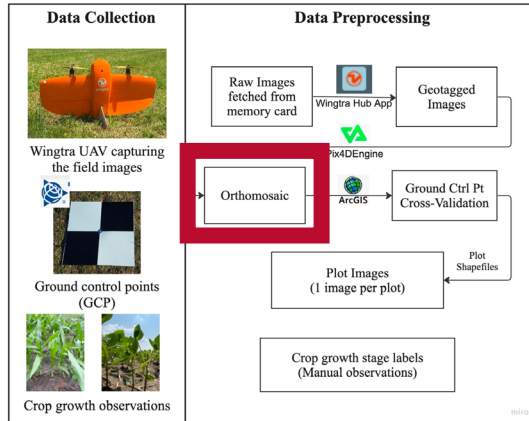 Data Collection
Wingtra UAV capturing
the field images
Ground control points
(GCP)
Crop growth observations
Data Preprocessing
Raw Images
fetched from
memory card
Wingtra Hub App
Geotagged
Images
Pix4DEngine
Orthomosaic
ArcGIS
Ground Ctrl Pt
Cross-Validation
Plot
Shapefiles
Plot Images
(1 image per plot)
Crop growth stage labels
(Manual observations)
miro